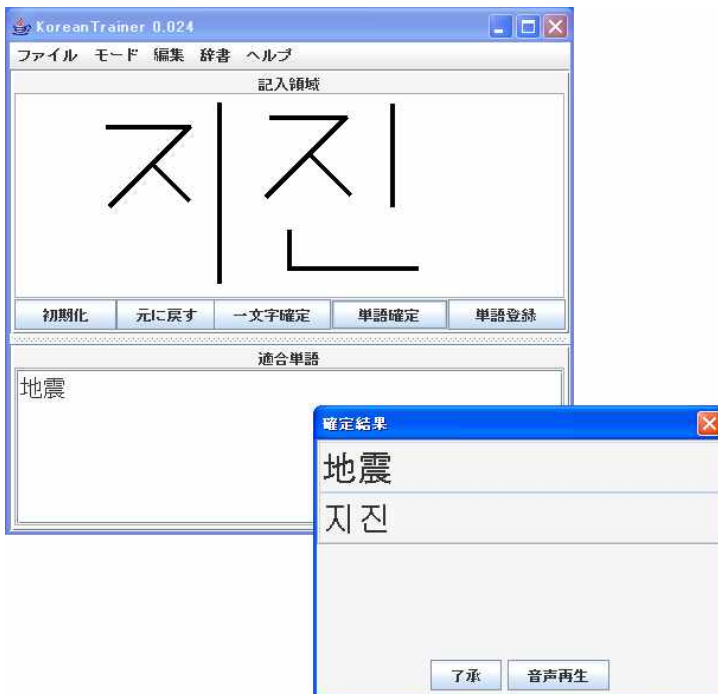 KoreanTrainer 0.024
ファイル モード 編集 辞書 ヘルプ
記入領域
지진
初期化 元に戻す 一文字確定 単語確定 単語登録
適合単語
地震
確定結果
地震
지진
了承 音声再生